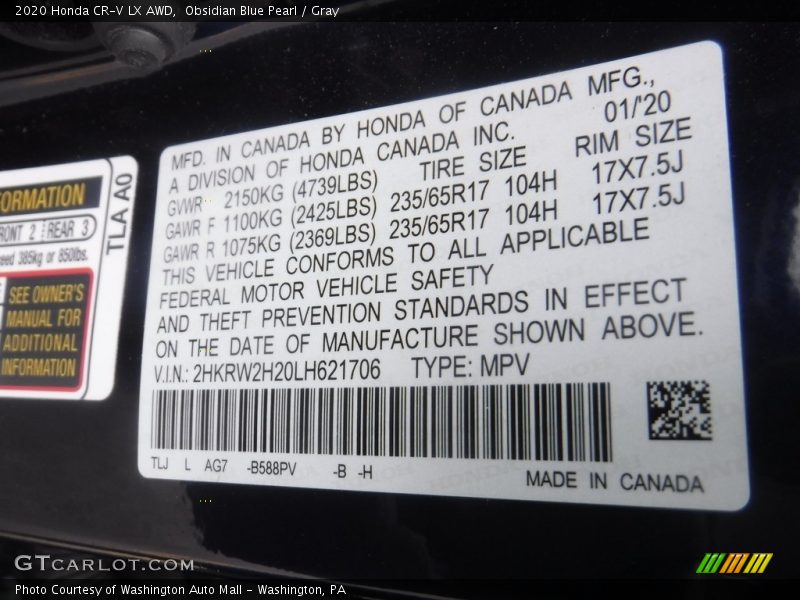 2020 Honda CR-V LX AWD, Obsidian Blue Pearl / Gray
MFD. IN CANADA BY HONDA OF CANADA MFG.,
A DIVISION OF HONDA CANADA INC. 01/'20
GVWR 2150KG (4739LBS) TIRE SIZE RIM SIZE
GAWR F 1100KG (2425LBS) 235/65R17 104H 17X7.5J
GAWR R 1075KG (2369LBS) 235/65R17 104H 17X7.5J
THIS VEHICLE CONFORMS TO ALL APPLICABLE
FEDERAL MOTOR VEHICLE SAFETY
AND THEFT PREVENTION STANDARDS IN EFFECT
ON THE DATE OF MANUFACTURE SHOWN ABOVE.
V.I.N.: 2HKRW2H20LH621706 TYPE: MPV
TLJ L AG7 -B588PV -B -H
MADE IN CANADA
TLA A0
2 REAR 3
385kg or 850lbs.
SEE OWNER'S
MANUAL FOR
ADDITIONAL
INFORMATION
GTCARLOT.COM
Photo Courtesy of Washington Auto Mall - Washington, PA